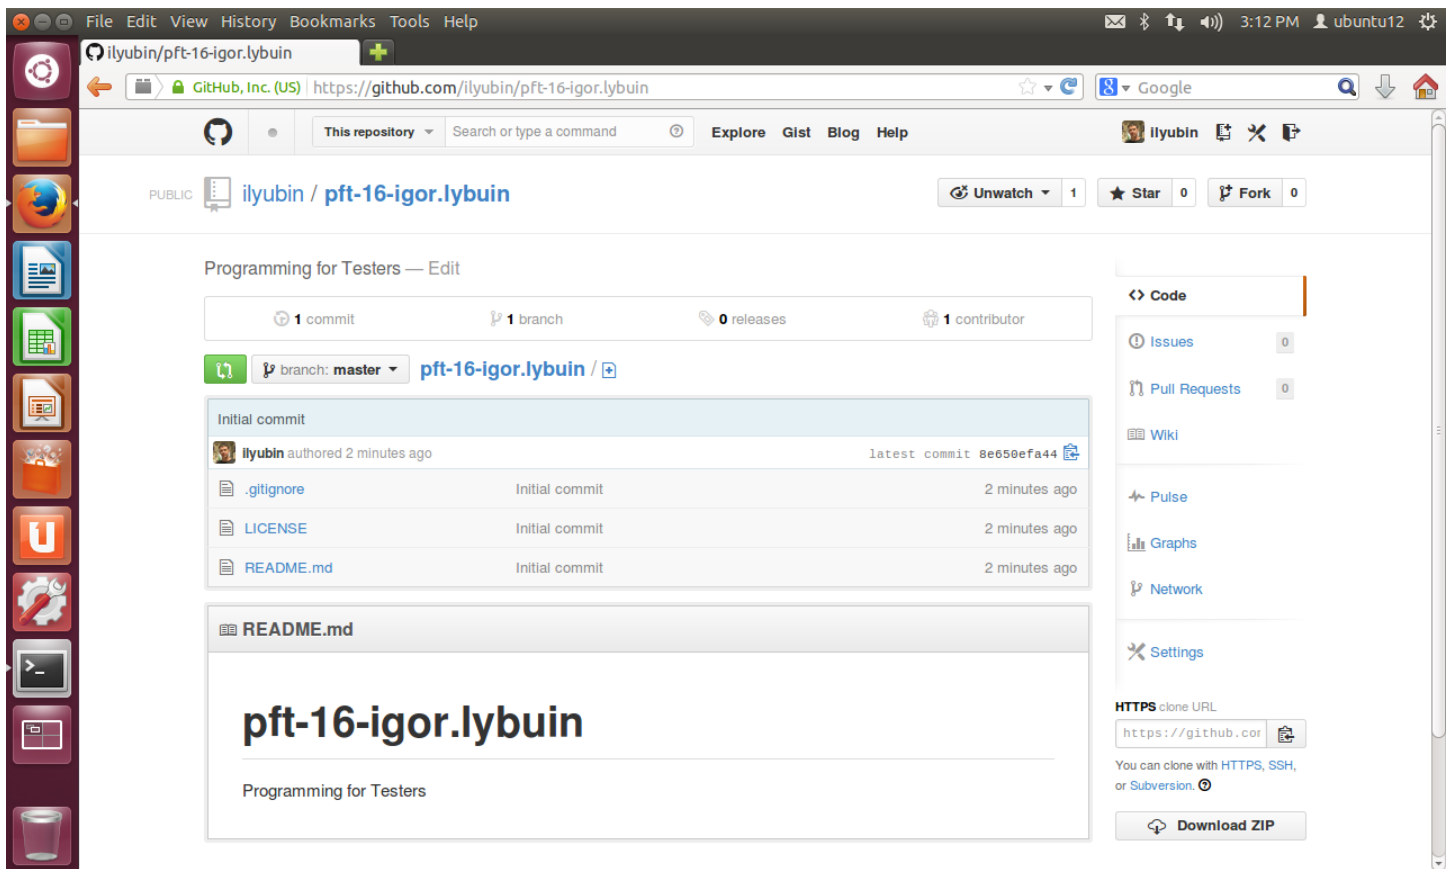 File Edit View History Bookmarks Tools Help 3:12 PM ubuntu12
ilyubin/pft-16-igor.lybuin
GitHub, Inc. (US) https://github.com/ilyubin/pft-16-igor.lybuin Google
This repository Search or type a command Explore Gist Blog Help ilyubin
PUBLIC ilyubin / pft-16-igor.lybuin Unwatch 1 Star 0 Fork 0
Programming for Testers — Edit
1 commit 1 branch 0 releases 1 contributor
branch: master pft-16-igor.lybuin /
Initial commit
ilyubin authored 2 minutes ago latest commit 8e650efa44
.gitignore Initial commit 2 minutes ago
LICENSE Initial commit 2 minutes ago
README.md Initial commit 2 minutes ago
README.md
pft-16-igor.lybuin
Programming for Testers
Code
Issues 0
Pull Requests 0
Wiki
Pulse
Graphs
Network
Settings
HTTPS clone URL
https://github.cor
You can clone with HTTPS, SSH,
or Subversion.
Download ZIP